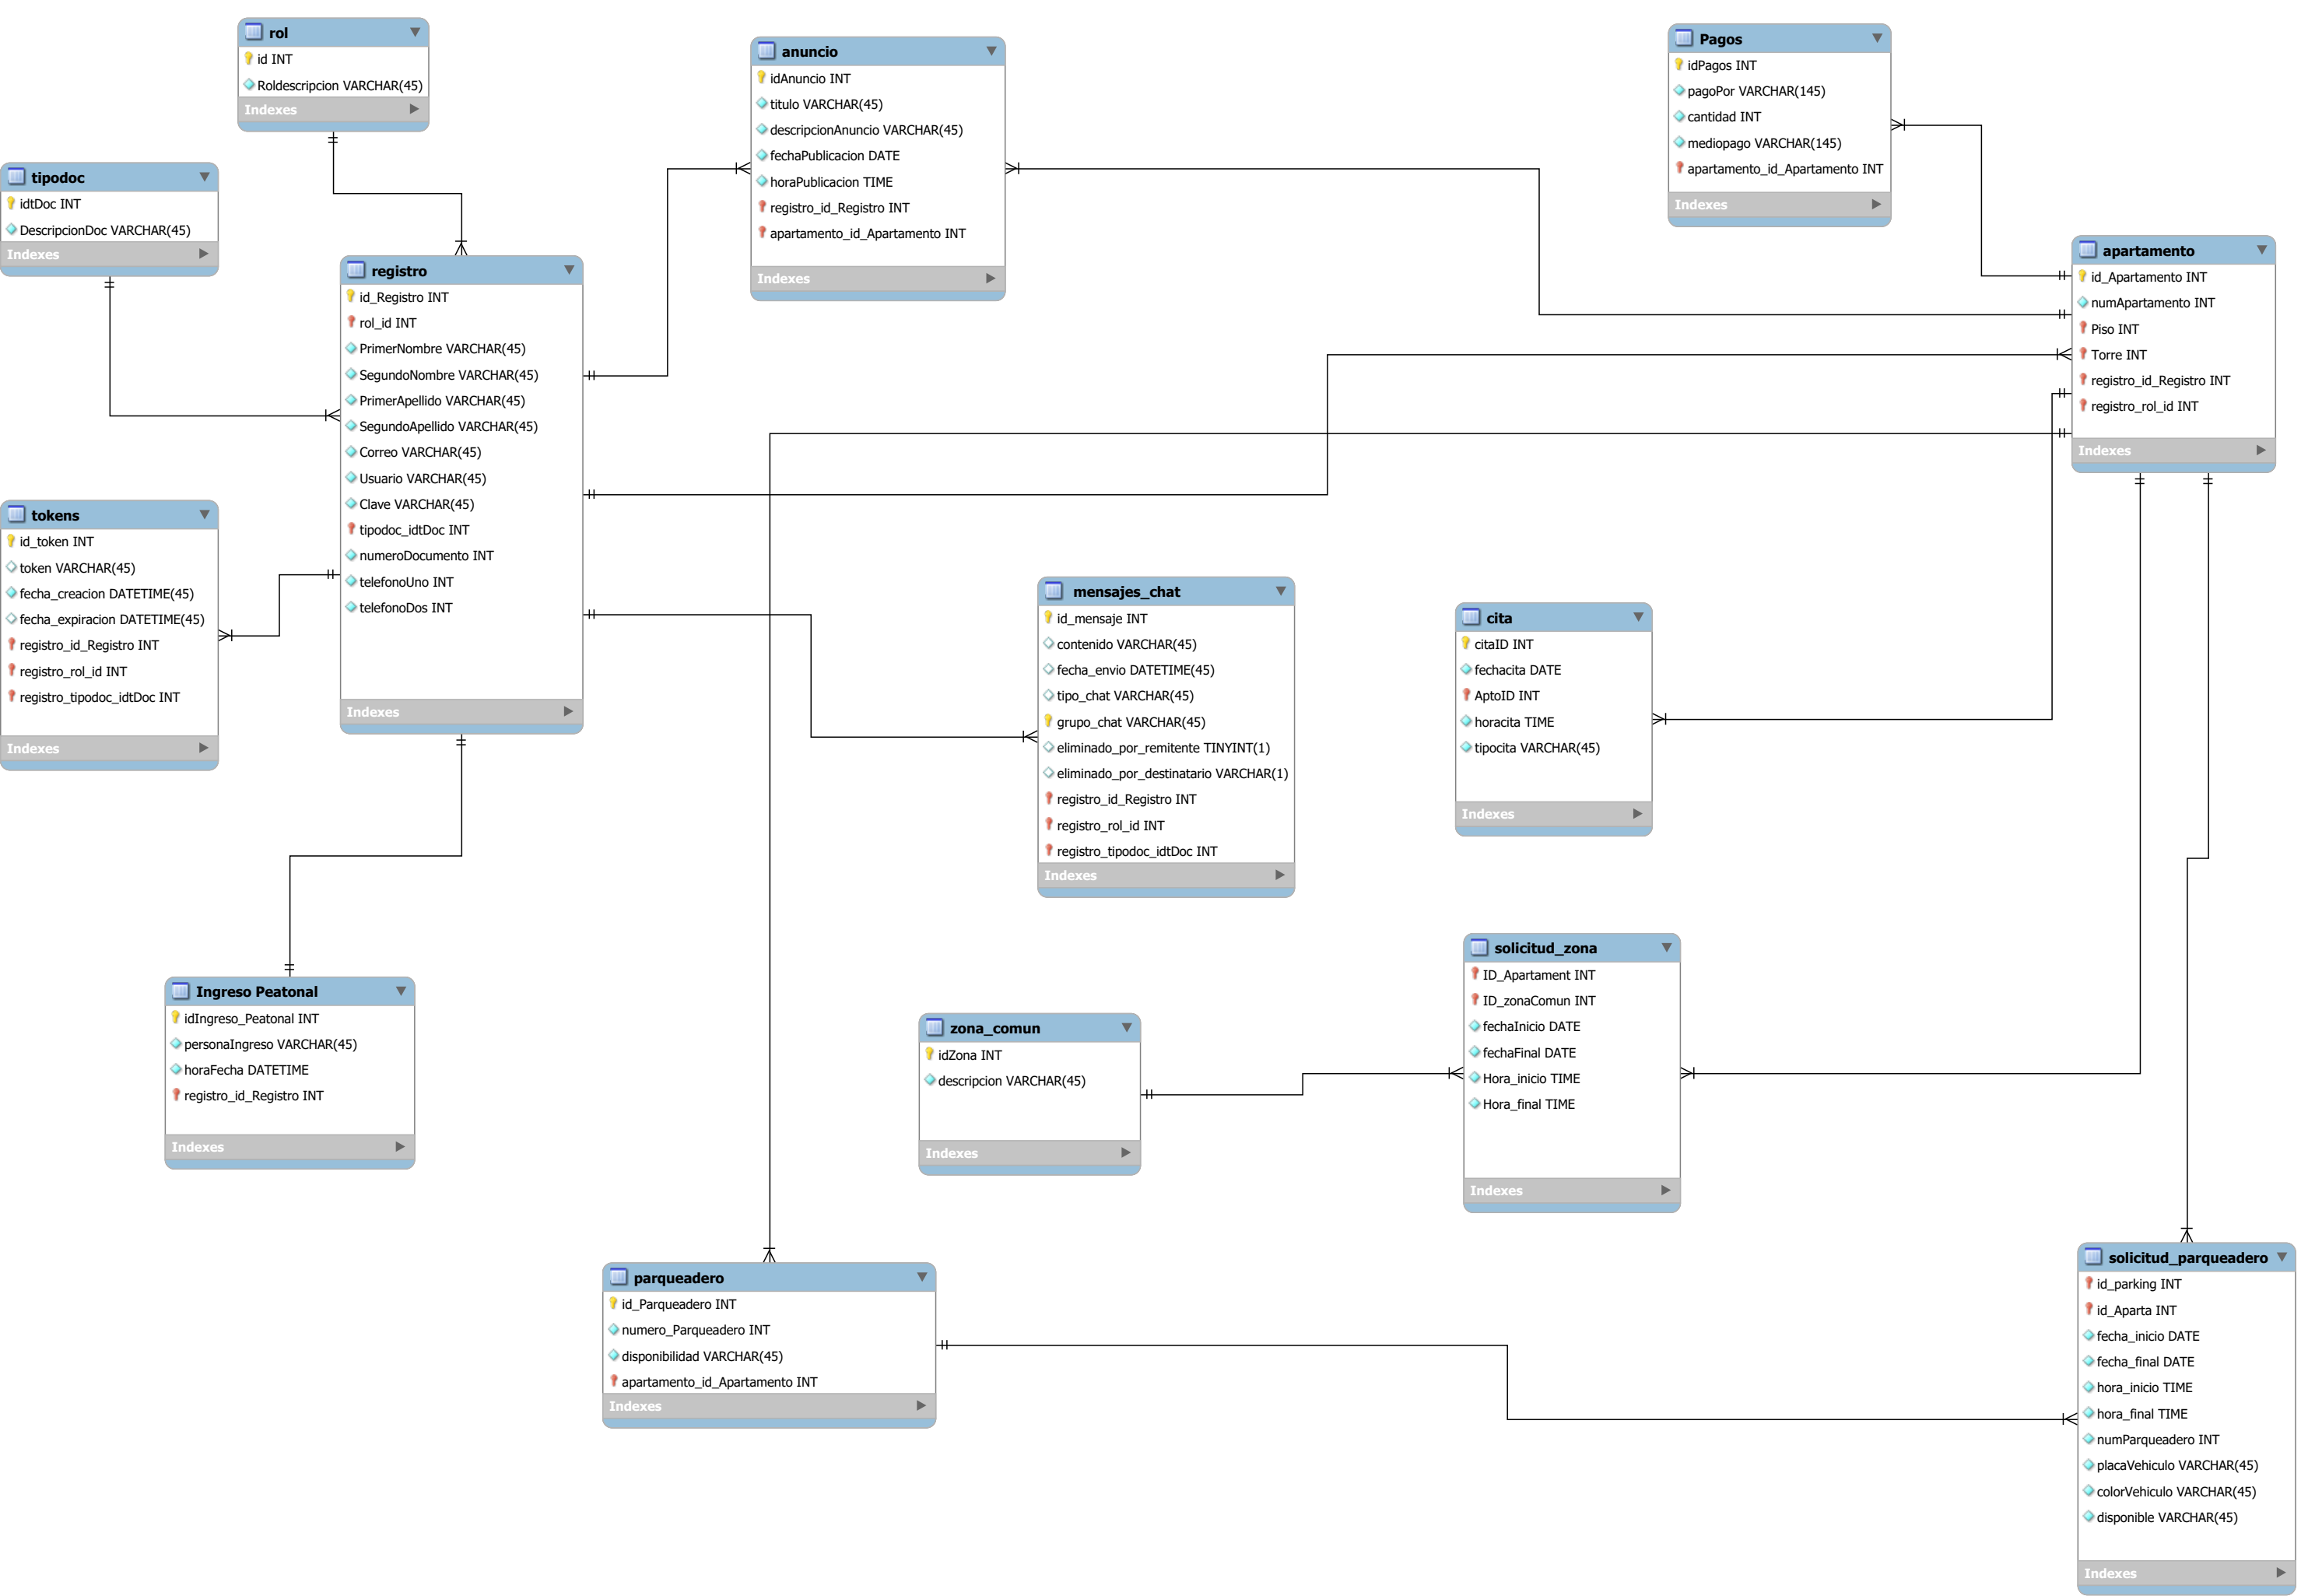 rol
id INT
Roldescripcion VARCHAR(45)
Indexes
tipodoc
idtDoc INT
DescripcionDoc VARCHAR(45)
Indexes
tokens
id_token INT
token VARCHAR(45)
fecha_creacion DATETIME(45)
fecha_expiracion DATETIME(45)
registro_id_Registro INT
registro_rol_id INT
registro_tipodoc_idtDoc INT
Indexes
registro
id_Registro INT
rol_id INT
PrimerNombre VARCHAR(45)
SegundoNombre VARCHAR(45)
PrimerApellido VARCHAR(45)
SegundoApellido VARCHAR(45)
Correo VARCHAR(45)
Usuario VARCHAR(45)
Clave VARCHAR(45)
tipodoc_idtDoc INT
numeroDocumento INT
telefonoUno INT
telefonoDos INT
Indexes
Ingreso Peatonal
idIngreso_Peatonal INT
personaIngreso VARCHAR(45)
horaFecha DATETIME
registro_id_Registro INT
Indexes
anuncio
idAnuncio INT
titulo VARCHAR(45)
descripcionAnuncio VARCHAR(45)
fechaPublicacion DATE
horaPublicacion TIME
registro_id_Registro INT
apartamento_id_Apartamento INT
Indexes
Pagos
idPagos INT
pagoPor VARCHAR(145)
cantidad INT
mediopago VARCHAR(145)
apartamento_id_Apartamento INT
Indexes
apartamento
id_Apartamento INT
numApartamento INT
Piso INT
Torre INT
registro_id_Registro INT
registro_rol_id INT
Indexes
mensajes_chat
id_mensaje INT
contenido VARCHAR(45)
fecha_envio DATETIME(45)
tipo_chat VARCHAR(45)
grupo_chat VARCHAR(45)
eliminado_por_remitente TINYINT(1)
eliminado_por_destinatario VARCHAR(1)
registro_id_Registro INT
registro_rol_id INT
registro_tipodoc_idtDoc INT
Indexes
cita
citaID INT
fechacita DATE
AptoID INT
horacita TIME
tipocita VARCHAR(45)
Indexes
zona_comun
idZona INT
descripcion VARCHAR(45)
Indexes
solicitud_zona
ID_Apartament INT
ID_zonaComun INT
fechaInicio DATE
fechaFinal DATE
Hora_inicio TIME
Hora_final TIME
Indexes
parqueadero
id_Parqueadero INT
numero_Parqueadero INT
disponibilidad VARCHAR(45)
apartamento_id_Apartamento INT
Indexes
solicitud_parqueadero
id_parking INT
id_Aparta INT
fecha_inicio DATE
fecha_final DATE
hora_inicio TIME
hora_final TIME
numParqueadero INT
placaVehiculo VARCHAR(45)
colorVehiculo VARCHAR(45)
disponible VARCHAR(45)
Indexes